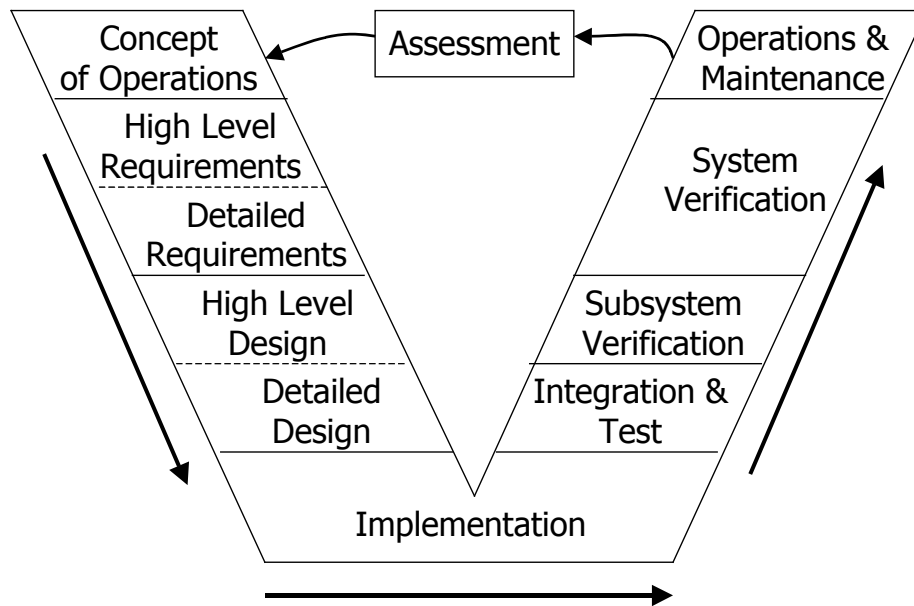 Concept
of Operations
Assessment
Operations &
Maintenance
High Level
Requirements
System
Verification
Detailed
Requirements
High Level
Design
Subsystem
Verification
Detailed
Design
Integration &
Test
Implementation